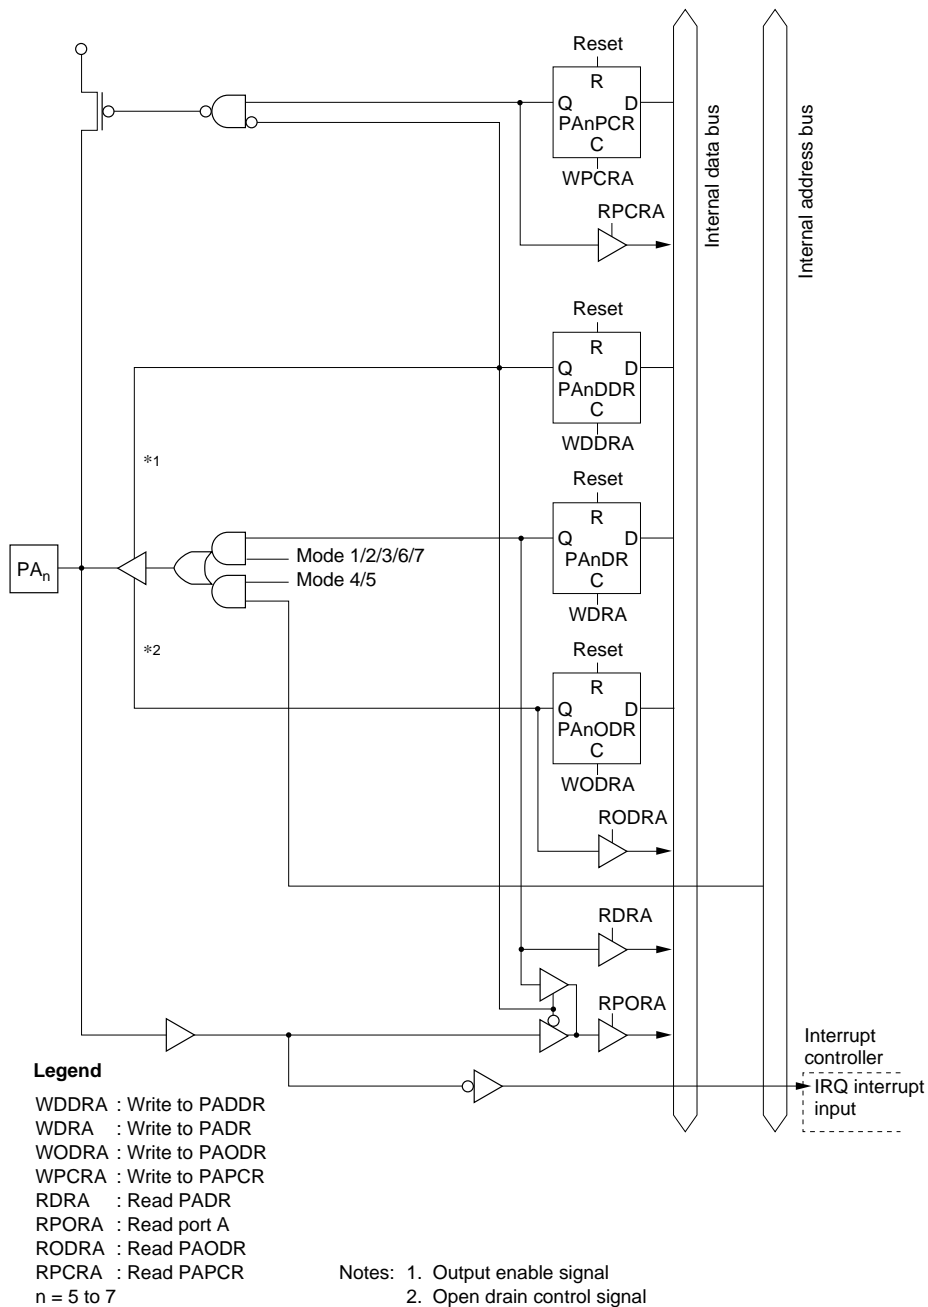 Reset
R
Q D
PAnPCR
C
WPCRA
RPCRA
Internal data bus
Internal address bus
Reset
R
Q D
PAnDDR
C
WDDRA
*1
Reset
R
Q D
PAnDR
C
WDRA
Mode 1/2/3/6/7
Mode 4/5
PAn
*2
Reset
R
Q D
PAnODR
C
WODRA
RODRA
RDRA
RPORA
Interrupt
controller
IRQ interrupt
input
Legend
WDDRA : Write to PADDR
WDRA : Write to PADR
WODRA : Write to PAODR
WPCRA : Write to PAPCR
RDRA : Read PADR
RPORA : Read port A
RODRA : Read PAODR
RPCRA : Read PAPCR
n = 5 to 7
Notes: 1. Output enable signal
2. Open drain control signal